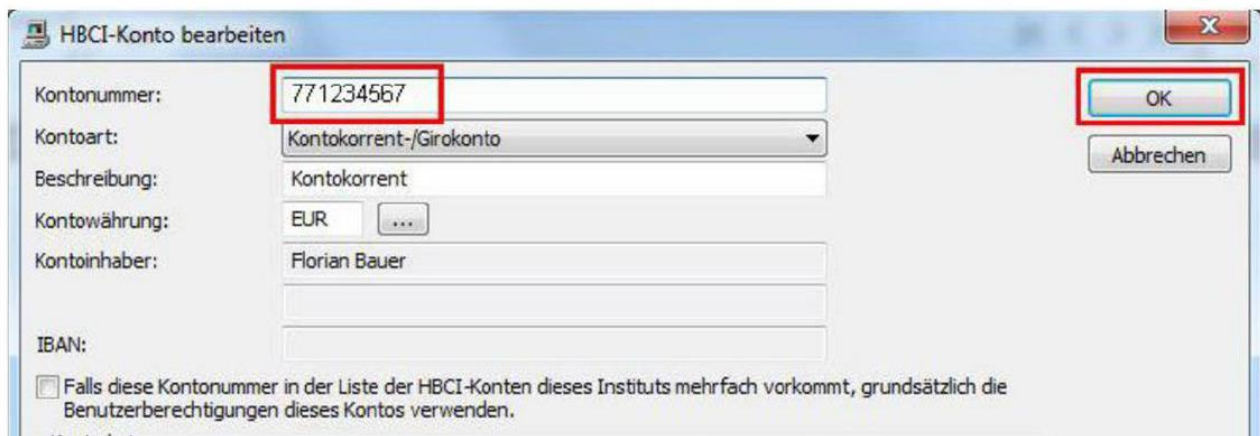 HBCI-Konto bearbeiten
Kontonummer: 771234567 OK
Kontoart: Kontokorrent-/Girokonto
Abbrechen
Beschreibung: Kontokorrent
Kontowährung: EUR ...
Kontoinhaber: Florian Bauer
IBAN:
Falls diese Kontonummer in der Liste der HBCI-Konten dieses Instituts mehrfach vorkommt, grundsätzlich die
Benutzerberechtigungen dieses Kontos verwenden.